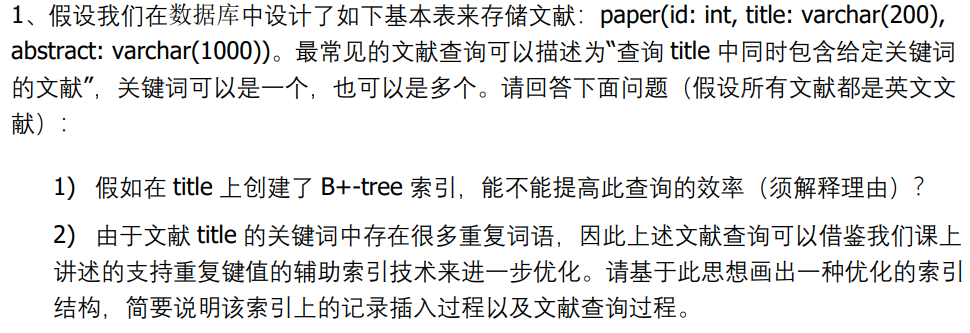 1、假设我们在数据库中设计了如下基本表来存储文献：paper(id: int, title: varchar(200),
abstract: varchar(1000))。最常见的文献查询可以描述为“查询 title 中同时包含给定关键词
的文献”，关键词可以是一个，也可以是多个。请回答下面问题（假设所有文献都是英文文
献）：
1) 假如在 title 上创建了 B+-tree 索引，能不能提高此查询的效率（须解释理由）？
2) 由于文献 title 的关键词中存在很多重复词语，因此上述文献查询可以借鉴我们课上
讲述的支持重复键值的辅助索引技术来进一步优化。请基于此思想画出一种优化的索引
结构，简要说明该索引上的记录插入过程以及文献查询过程。